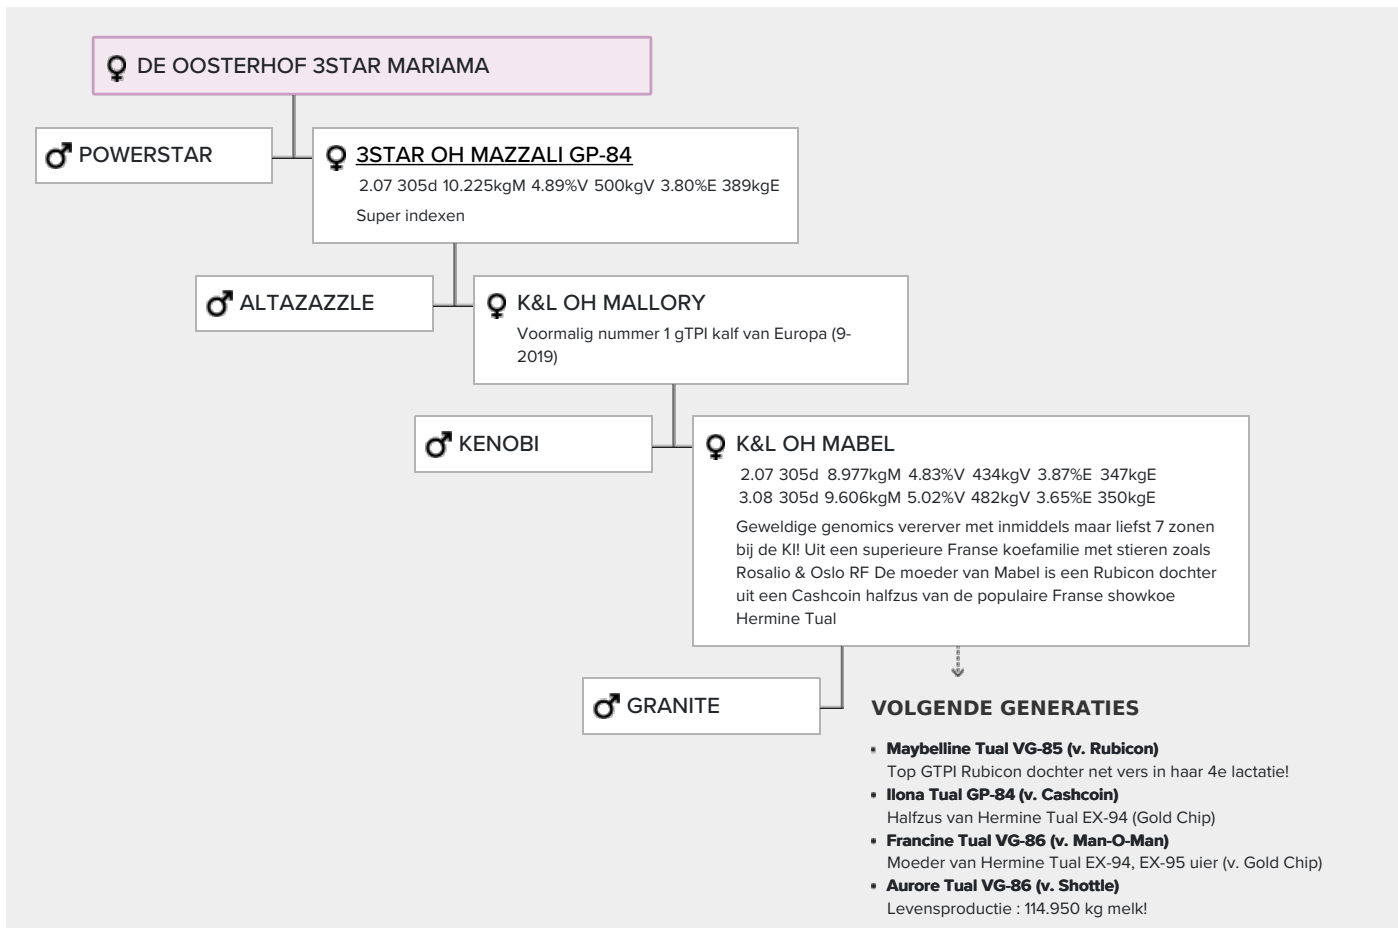 DE OOSTERHOF 3STAR MARIAMA
POWERSTAR
3STAR OH MAZZALI GP-84
2.07 305d 10.225kgM 4.89%V 500kgV 3.80%E 389kgE
Super indexen
ALTAZAZZLE
K&L OH MALLORY
Voormalig nummer 1 gTPI kalf van Europa (9-
2019)
KENOBI
K&L OH MABEL
2.07 305d 8.977kgM 4.83%V 434kgV 3.87%E 347kgE
3.08 305d 9.606kgM 5.02%V 482kgV 3.65%E 350kgE
Geweldige genomics vererver met inmiddels maar liefst 7 zonen
bij de KI! Uit een superieure Franse koefamilie met stieren zoals
Rosalio & Oslo RF De moeder van Mabel is een Rubicon dochter
uit een Cashcoin halfzus van de populaire Franse showkoe
Hermine Tual
GRANITE
VOLGENDE GENERATIES
• Maybelline Tual VG-85 (v. Rubicon)
Top GTPI Rubicon dochter net vers in haar 4e lactatie!
• Ilona Tual GP-84 (v. Cashcoin)
Halfzus van Hermine Tual EX-94 (Gold Chip)
• Francine Tual VG-86 (v. Man-O-Man)
Moeder van Hermine Tual EX-94, EX-95 uier (v. Gold Chip)
• Aurore Tual VG-86 (v. Shottle)
Levensproductie : 114.950 kg melk!